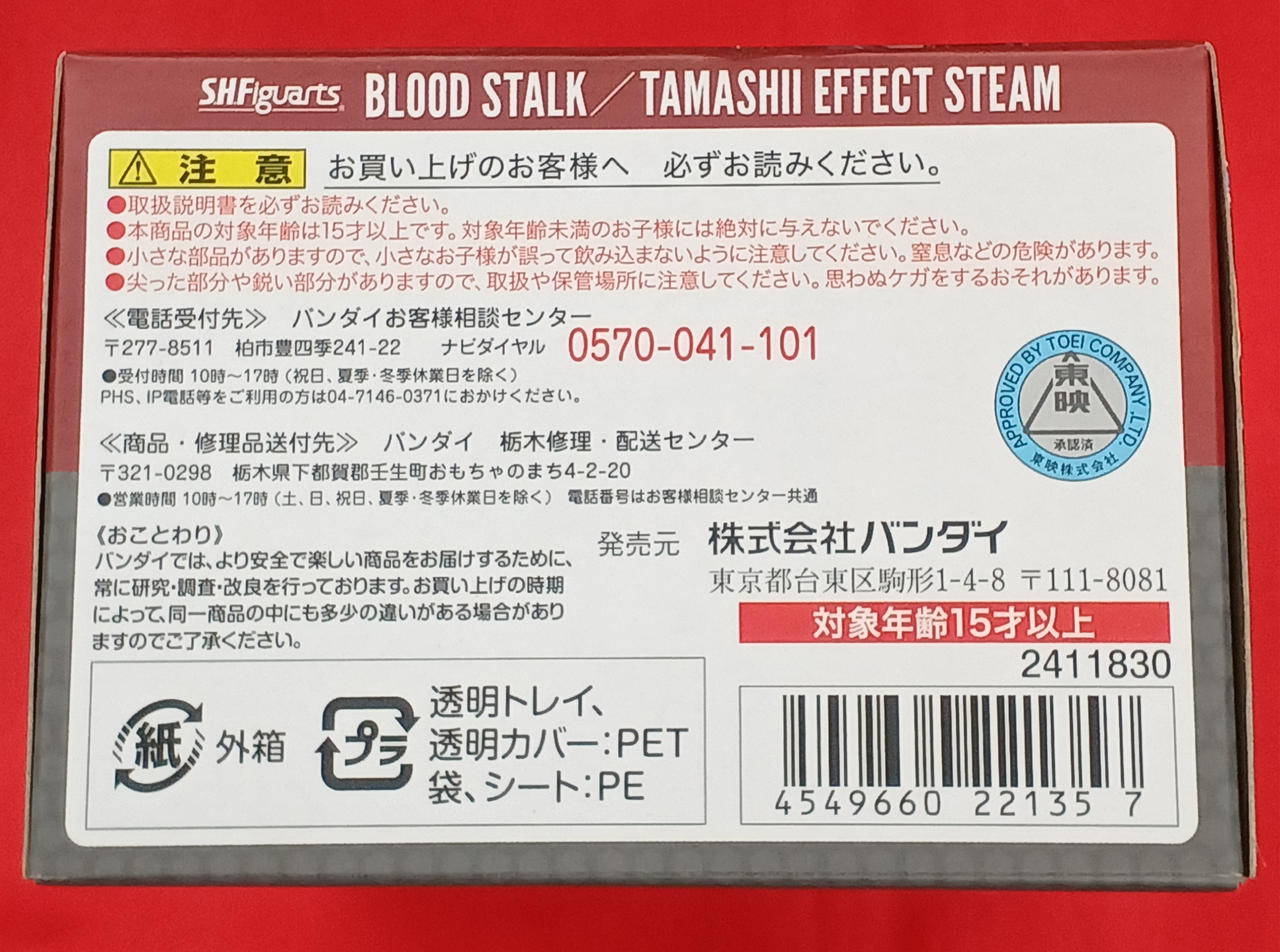 S.H.Figuarts BLOOD STALK／TAMASHII EFFECT STEAM
注 意 お買い上げのお客様へ 必ずお読みください。
●取扱説明書を必ずお読みください。
●本商品の対象年齢は15才以上です。対象年齢未満のお子様には絶対に与えないでください。
●小さな部品がありますので、小さなお子様が誤って飲み込まないように注意してください。窒息などの危険があります。
●尖った部分や鋭い部分がありますので、取扱や保管場所に注意してください。思わぬケガをするおそれがあります。
≪電話受付先≫ バンダイお客様相談センター
〒277-8511 柏市豊四季241-22 ナビダイヤル 0570-041-101
●受付時間 10時〜17時（祝日、夏季・冬季休業日を除く）
PHS、IP電話等をご利用の方は04-7146-0371におかけください。
≪商品・修理品送付先≫ バンダイ 栃木修理・配送センター
〒321-0298 栃木県下都賀郡壬生町おもちゃのまち4-2-20
●営業時間 10時〜17時（土、日、祝日、夏季・冬季休業日を除く） 電話番号はお客様相談センター共通
APPROVED BY TOEI COMPANY ,LTD.
東映
承認済
東映株式会社
《おことわり》
バンダイでは、より安全で楽しい商品をお届けするために、
常に研究・調査・改良を行っております。お買い上げの時期
によって、同一商品の中にも多少の違いがある場合があり
ますのでご了承ください。
発売元 株式会社バンダイ
東京都台東区駒形1-4-8 〒111-8081
対象年齢15才以上
2411830
紙 外箱
プラ 透明トレイ、
透明カバー：PET
袋、シート：PE
4549660 22135 7